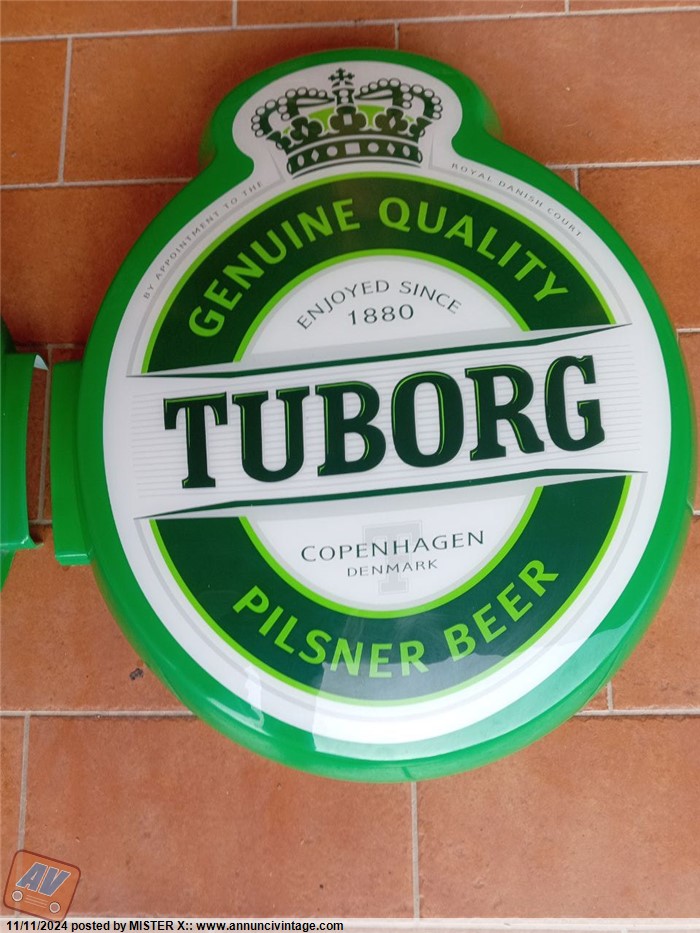 BY APPOINTMENT TO THE
ROYAL DANISH COURT
GENUINE QUALITY
ENJOYED SINCE
1880
TUBORG
COPENHAGEN
DENMARK
PILSNER BEER
AV
11/11/2024 posted by MISTER X:: www.annuncivintage.com